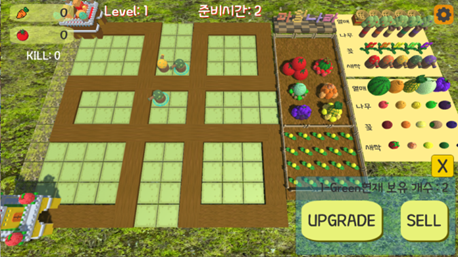 0
Level: 1
준비시간: 2
0
KILL: 0
열매
나무
꽃
새싹
열매
나무
꽃
새싹
X
1 Green현재 보유 개수 : 2
UPGRADE
SELL